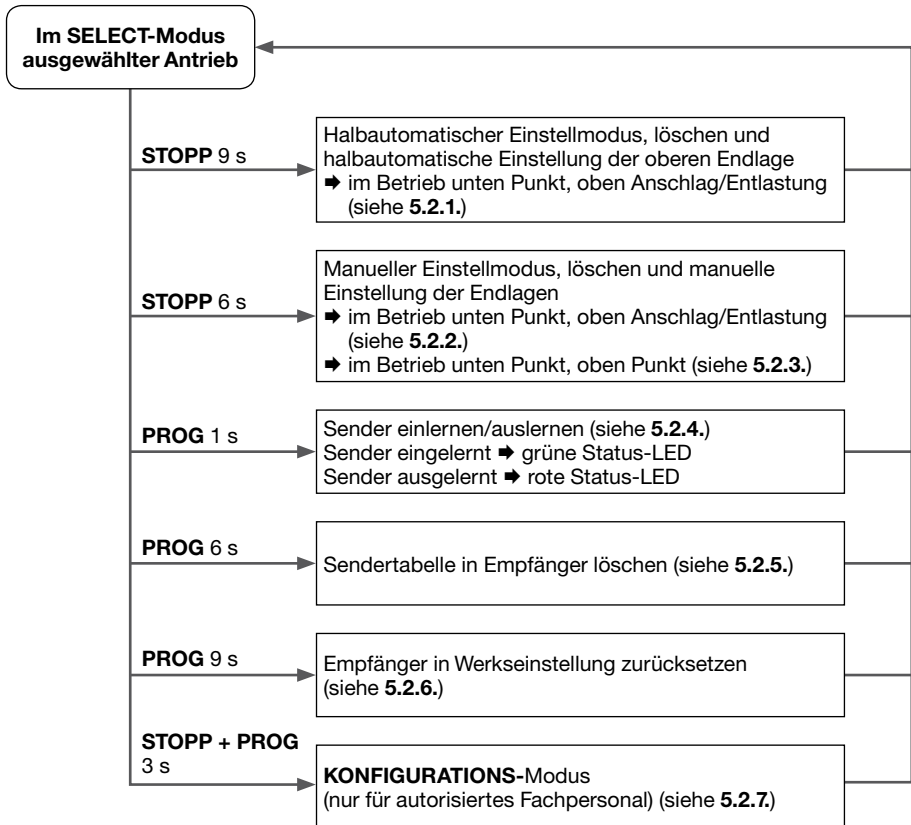 Im SELECT-Modus
ausgewählter Antrieb
STOPP 9 s
Halbautomatischer Einstellmodus, löschen und
halbautomatische Einstellung der oberen Endlage
➡ im Betrieb unten Punkt, oben Anschlag/Entlastung
(siehe 5.2.1.)
STOPP 6 s
Manueller Einstellmodus, löschen und manuelle
Einstellung der Endlagen
➡ im Betrieb unten Punkt, oben Anschlag/Entlastung
(siehe 5.2.2.)
➡ im Betrieb unten Punkt, oben Punkt (siehe 5.2.3.)
PROG 1 s
Sender einlernen/auslernen (siehe 5.2.4.)
Sender eingelernt ➡ grüne Status-LED
Sender ausgelernt ➡ rote Status-LED
PROG 6 s
Sendertabelle in Empfänger löschen (siehe 5.2.5.)
PROG 9 s
Empfänger in Werkseinstellung zurücksetzen
(siehe 5.2.6.)
STOPP + PROG
3 s
KONFIGURATIONS-Modus
(nur für autorisiertes Fachpersonal) (siehe 5.2.7.)